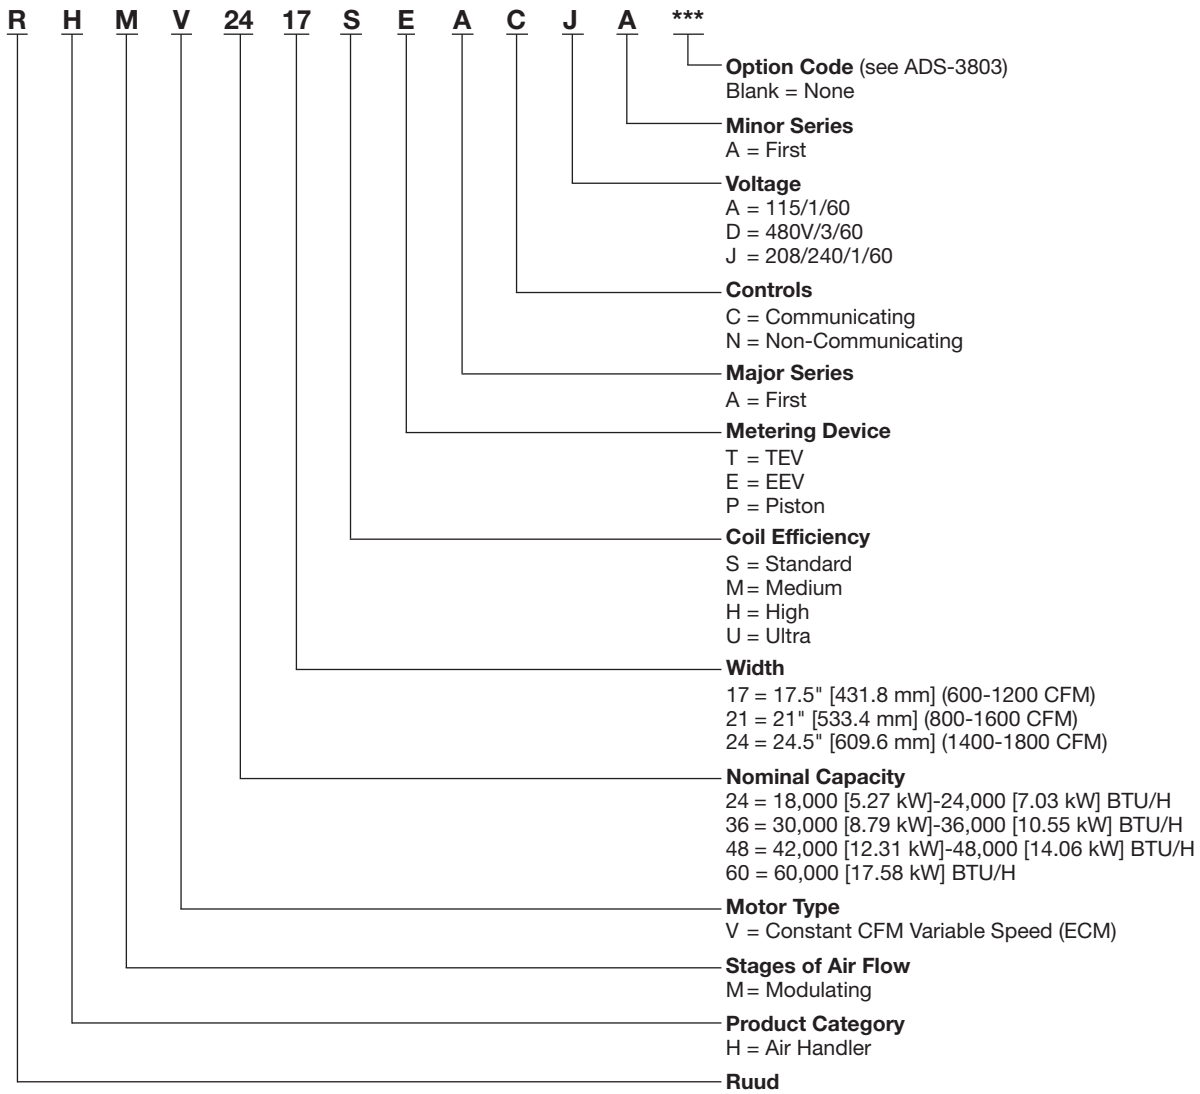 R H M V 24 17 S E A C J A ***
Option Code (see ADS-3803)
Blank = None
Minor Series
A = First
Voltage
A = 115/1/60
D = 480V/3/60
J = 208/240/1/60
Controls
C = Communicating
N = Non-Communicating
Major Series
A = First
Metering Device
T = TEV
E = EEV
P = Piston
Coil Efficiency
S = Standard
M = Medium
H = High
U = Ultra
Width
17 = 17.5" [431.8 mm] (600-1200 CFM)
21 = 21" [533.4 mm] (800-1600 CFM)
24 = 24.5" [609.6 mm] (1400-1800 CFM)
Nominal Capacity
24 = 18,000 [5.27 kW]-24,000 [7.03 kW] BTU/H
36 = 30,000 [8.79 kW]-36,000 [10.55 kW] BTU/H
48 = 42,000 [12.31 kW]-48,000 [14.06 kW] BTU/H
60 = 60,000 [17.58 kW] BTU/H
Motor Type
V = Constant CFM Variable Speed (ECM)
Stages of Air Flow
M = Modulating
Product Category
H = Air Handler
Ruud